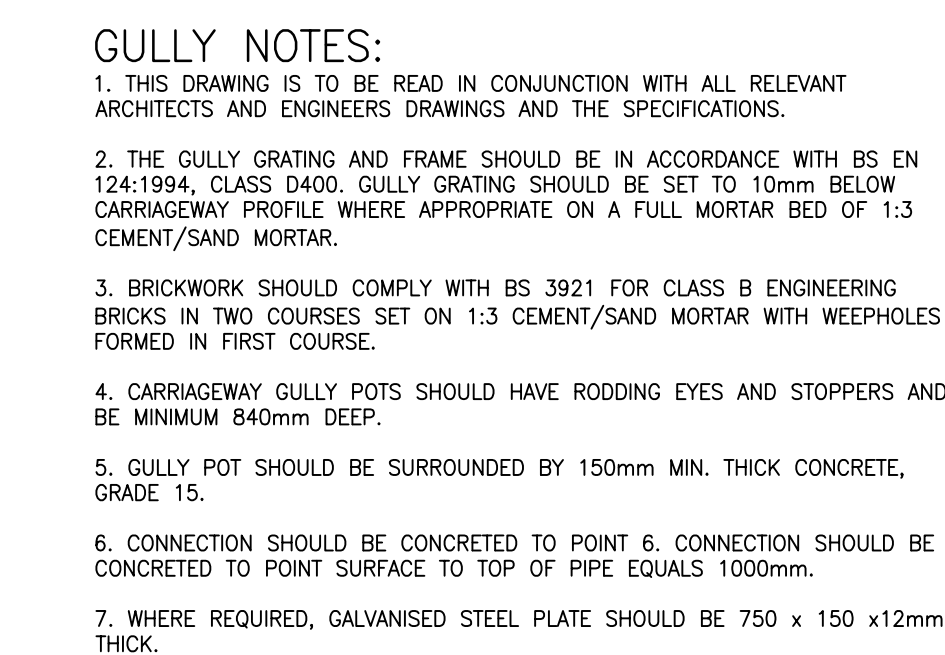 GULLY NOTES:
1. THIS DRAWING IS TO BE READ IN CONJUNCTION WITH ALL RELEVANT
ARCHITECTS AND ENGINEERS DRAWINGS AND THE SPECIFICATIONS.
2. THE GULLY GRATING AND FRAME SHOULD BE IN ACCORDANCE WITH BS EN
124:1994, CLASS D400. GULLY GRATING SHOULD BE SET TO 10mm BELOW
CARRIAGEWAY PROFILE WHERE APPROPRIATE ON A FULL MORTAR BED OF 1:3
CEMENT/SAND MORTAR.
3. BRICKWORK SHOULD COMPLY WITH BS 3921 FOR CLASS B ENGINEERING
BRICKS IN TWO COURSES SET ON 1:3 CEMENT/SAND MORTAR WITH WEEPHOLES
FORMED IN FIRST COURSE.
4. CARRIAGEWAY GULLY POTS SHOULD HAVE RODDING EYES AND STOPPERS AND
BE MINIMUM 840mm DEEP.
5. GULLY POT SHOULD BE SURROUNDED BY 150mm MIN. THICK CONCRETE,
GRADE 15.
6. CONNECTION SHOULD BE CONCRETED TO POINT 6. CONNECTION SHOULD BE
CONCRETED TO POINT SURFACE TO TOP OF PIPE EQUALS 1000mm.
7. WHERE REQUIRED, GALVANISED STEEL PLATE SHOULD BE 750 x 150 x12mm
THICK.